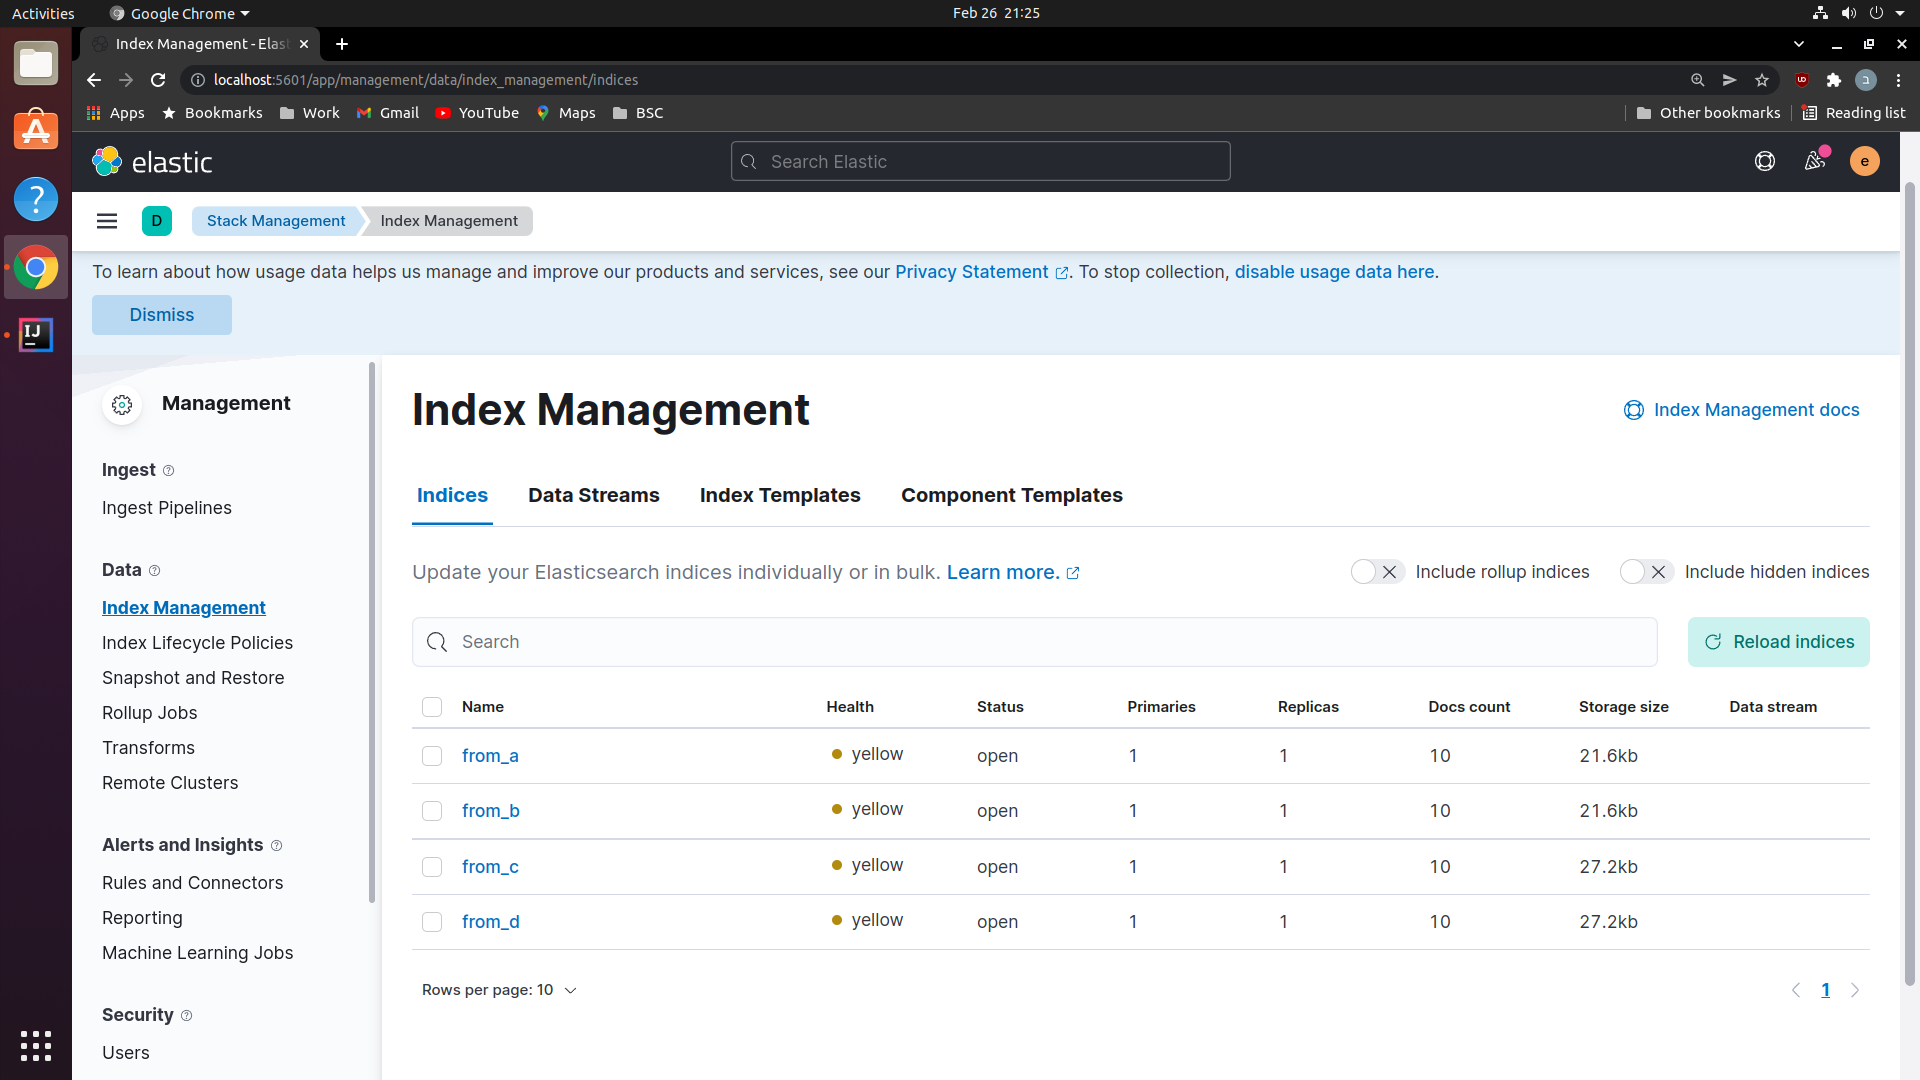 Activities
Google Chrome
Feb 26 21:25
Index Management - Elast
localhost:5601/app/management/data/index_management/indices
Apps
Bookmarks
Work
Gmail
YouTube
Maps
BSC
Other bookmarks
Reading list
elastic
Search Elastic
e
D
Stack Management
Index Management
To learn about how usage data helps us manage and improve our products and services, see our Privacy Statement. To stop collection, disable usage data here.
Dismiss
Management
Ingest
Ingest Pipelines
Data
Index Management
Index Lifecycle Policies
Snapshot and Restore
Rollup Jobs
Transforms
Remote Clusters
Alerts and Insights
Rules and Connectors
Reporting
Machine Learning Jobs
Security
Users
Index Management
Index Management docs
Indices
Data Streams
Index Templates
Component Templates
Update your Elasticsearch indices individually or in bulk. Learn more.
Include rollup indices
Include hidden indices
Search
Reload indices
Name Health Status Primaries Replicas Docs count Storage size Data stream
from_a yellow open 1 1 10 21.6kb
from_b yellow open 1 1 10 21.6kb
from_c yellow open 1 1 10 27.2kb
from_d yellow open 1 1 10 27.2kb
Rows per page: 10
1